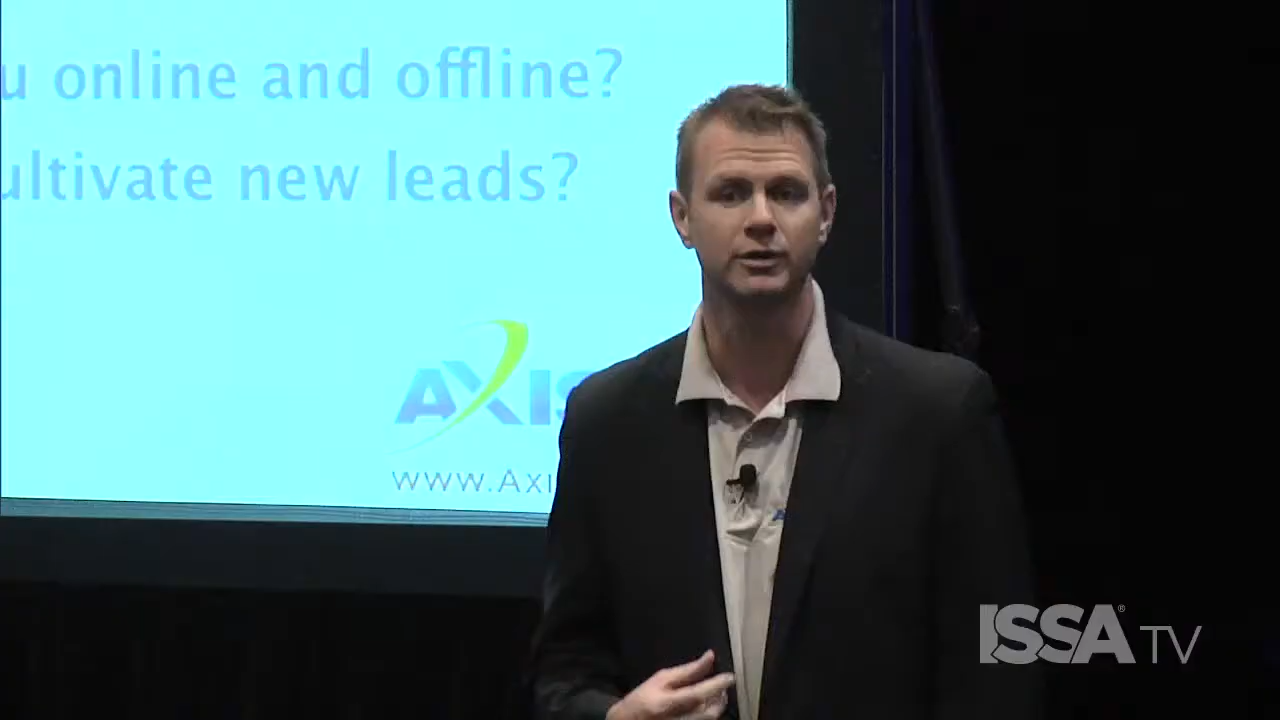 u online and offline?
ultivate new leads?
AXIS
www.Axi
ISSA® TV